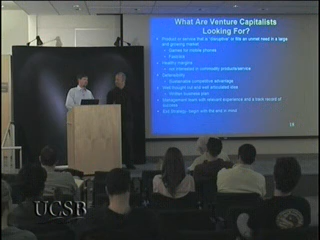 What Are Venture Capitalists
Looking For?
Product or service that is "disruptive" or fills an unmet need in a large
and growing market
Games for mobile phones
Healthy margins
Not interested in commodity products/service
Defensibility
Sustainable competitive advantage
Well thought out and well articulated idea
Written business plan
Management team with relevant experience and a track record of
success
Exit Strategy - begin with the end in mind
UCSB